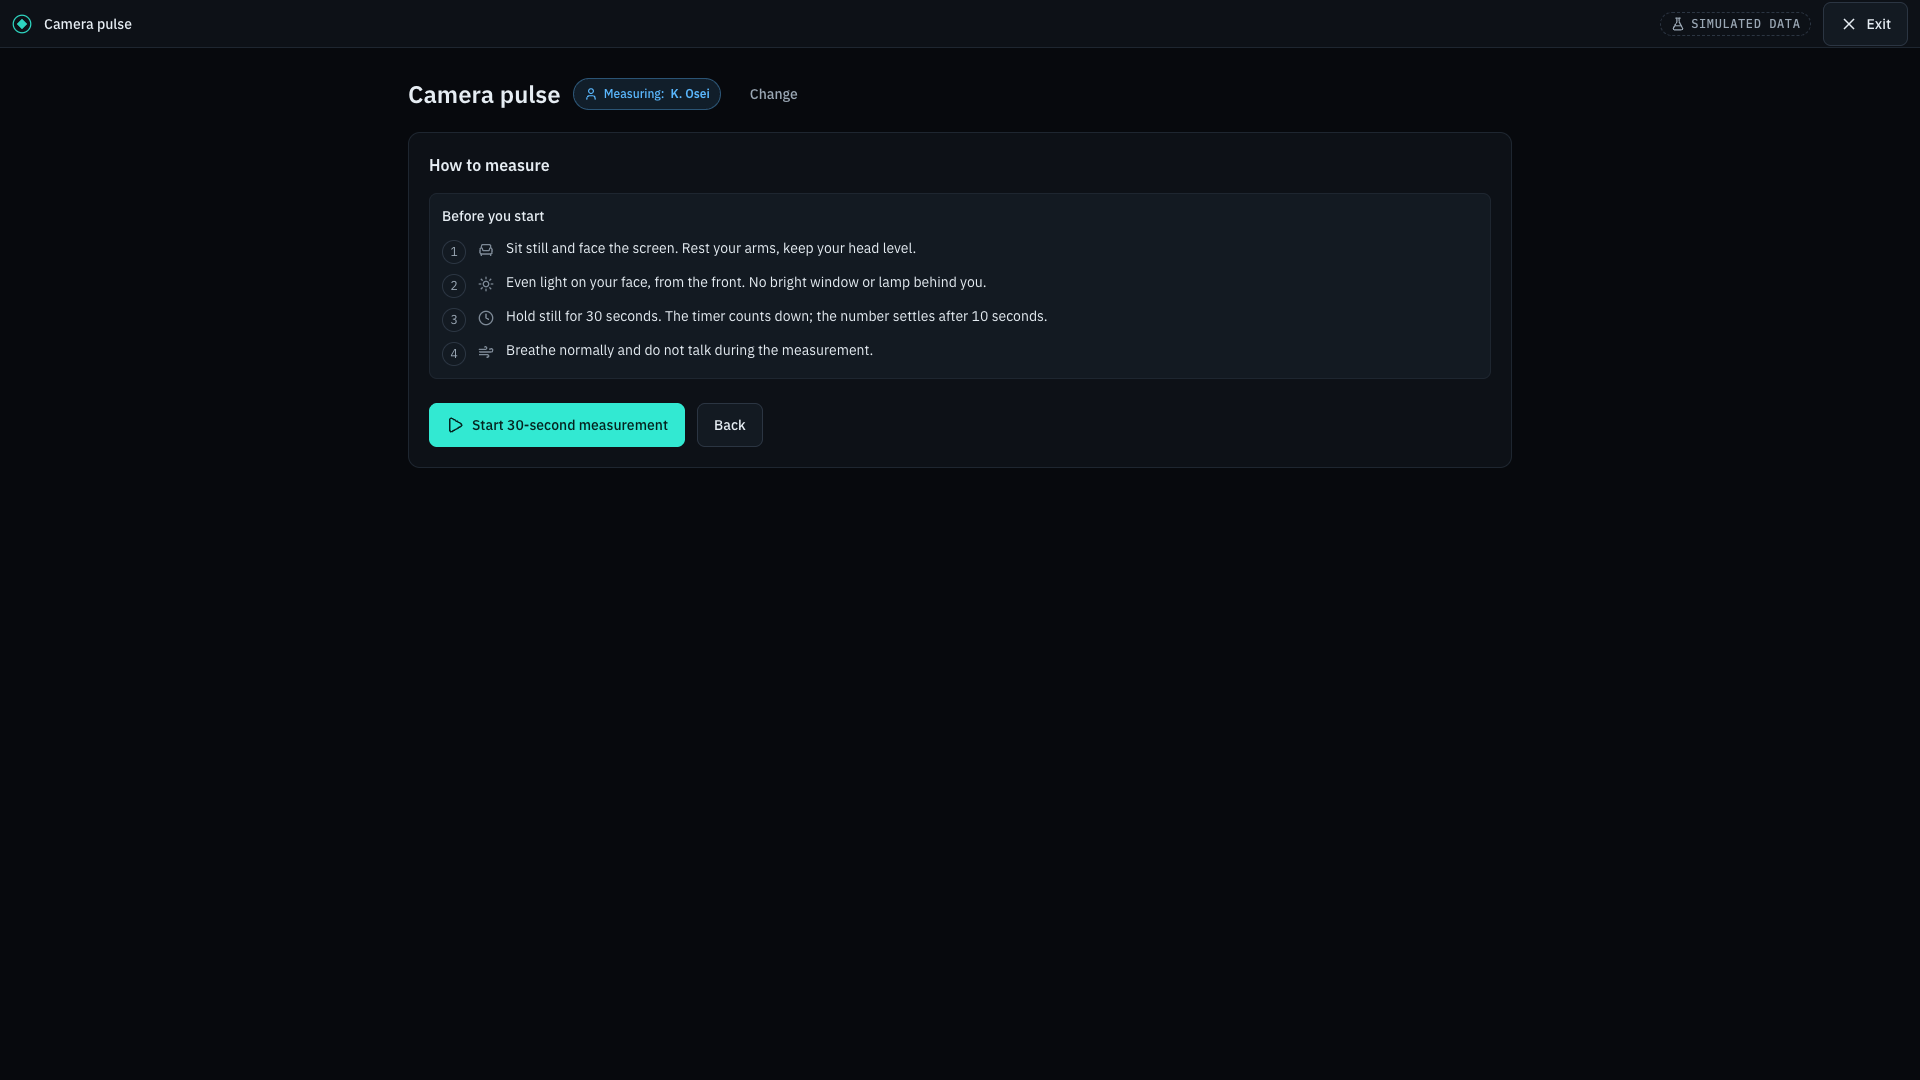 Camera pulse
SIMULATED DATA
Exit
Camera pulse
Measuring: K. Osei
Change
How to measure
Before you start
1 Sit still and face the screen. Rest your arms, keep your head level.
2 Even light on your face, from the front. No bright window or lamp behind you.
3 Hold still for 30 seconds. The timer counts down; the number settles after 10 seconds.
4 Breathe normally and do not talk during the measurement.
Start 30-second measurement
Back